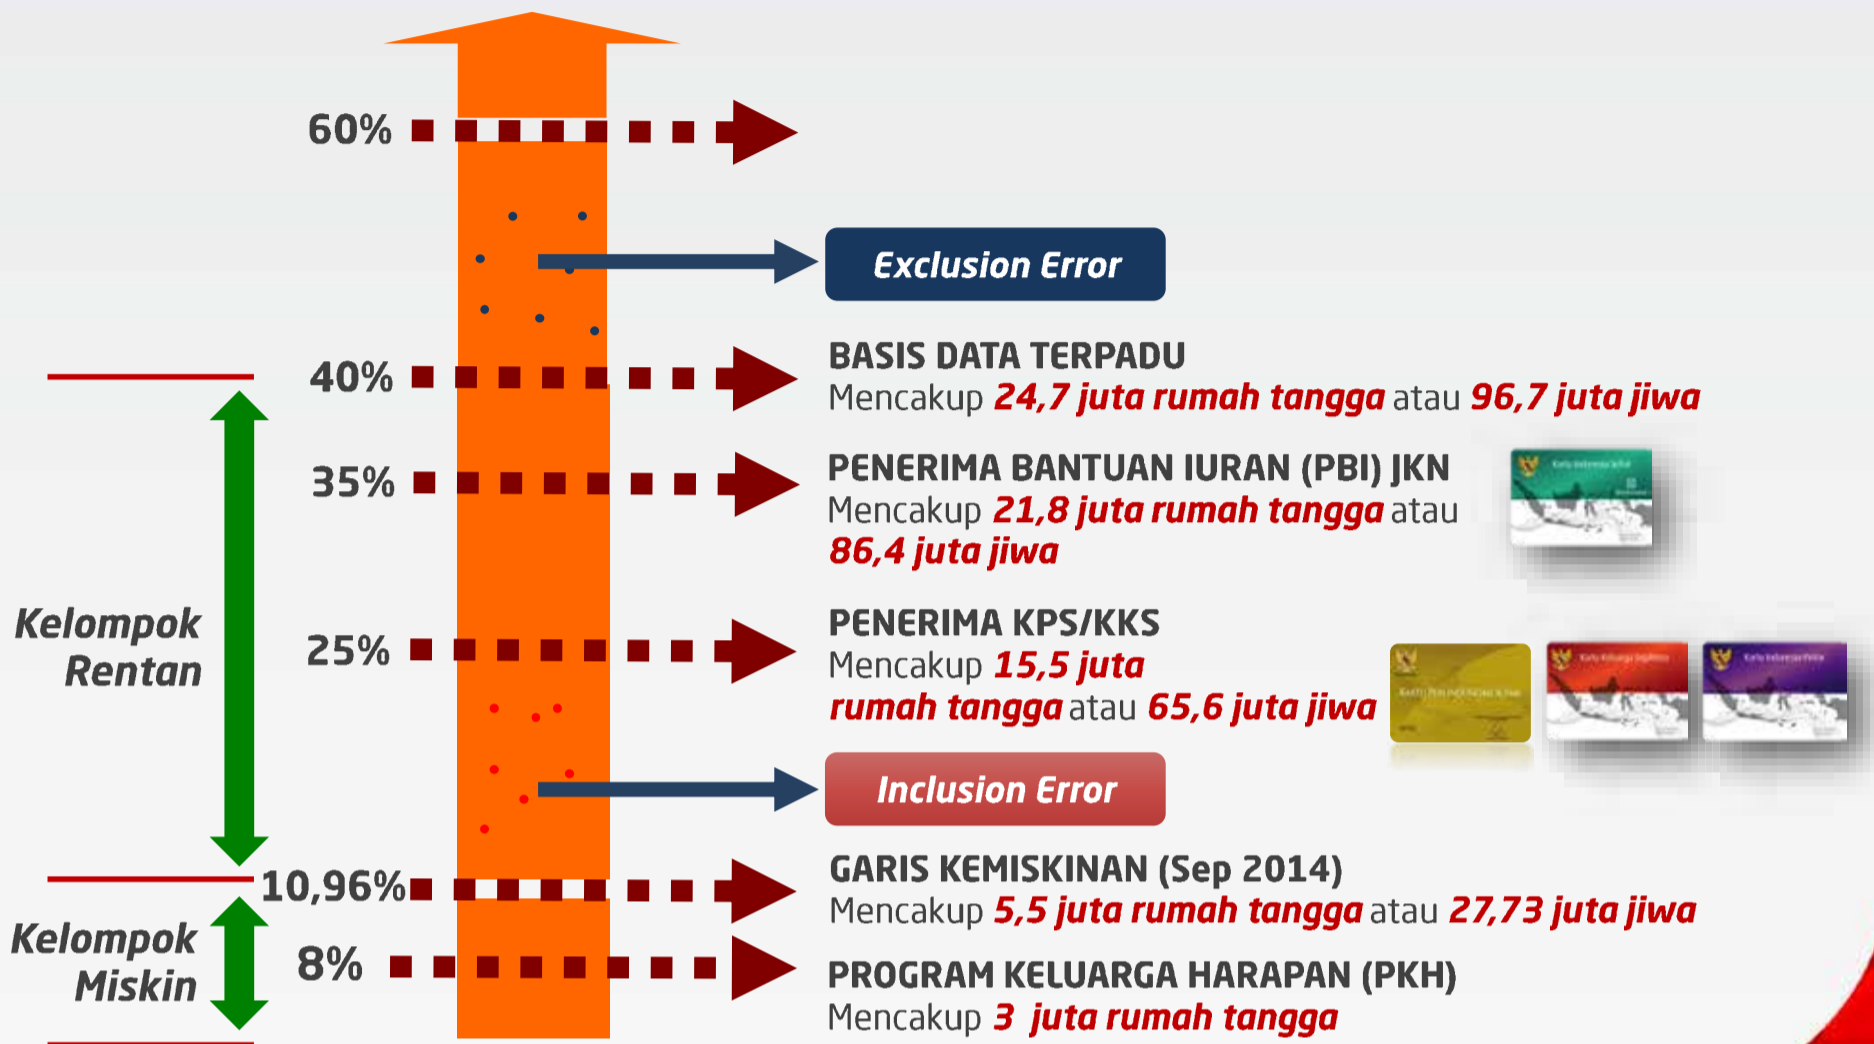 60%
Exclusion Error
40%
BASIS DATA TERPADU
Mencakup 24,7 juta rumah tangga atau 96,7 juta jiwa
35%
PENERIMA BANTUAN IURAN (PBI) JKN
Mencakup 21,8 juta rumah tangga atau
86,4 juta jiwa
Kelompok
Rentan
25%
PENERIMA KPS/KKS
Mencakup 15,5 juta
rumah tangga atau 65,6 juta jiwa
Inclusion Error
10,96%
GARIS KEMISKINAN (Sep 2014)
Mencakup 5,5 juta rumah tangga atau 27,73 juta jiwa
Kelompok
Miskin
8%
PROGRAM KELUARGA HARAPAN (PKH)
Mencakup 3 juta rumah tangga